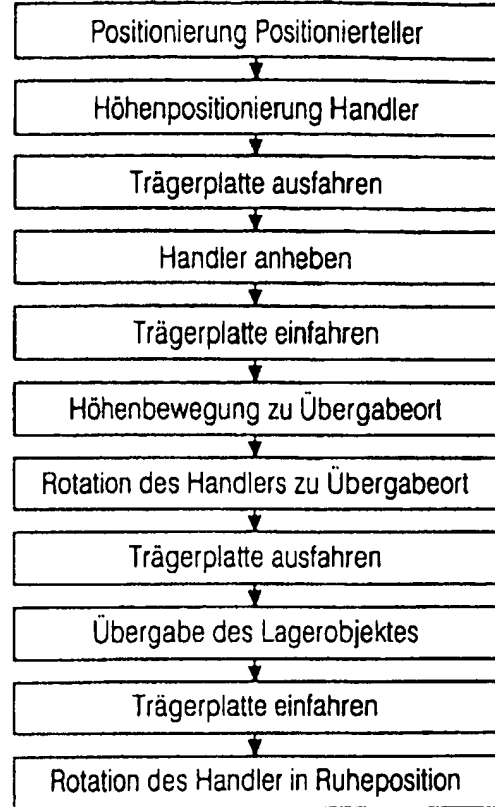 Positionierung Positionierteller
Höhenpositionierung Handler
Trägerplatte ausfahren
Handler anheben
Trägerplatte einfahren
Höhenbewegung zu Übergabeort
Rotation des Handlers zu Übergabeort
Trägerplatte ausfahren
Übergabe des Lagerobjektes
Trägerplatte einfahren
Rotation des Handler in Ruheposition